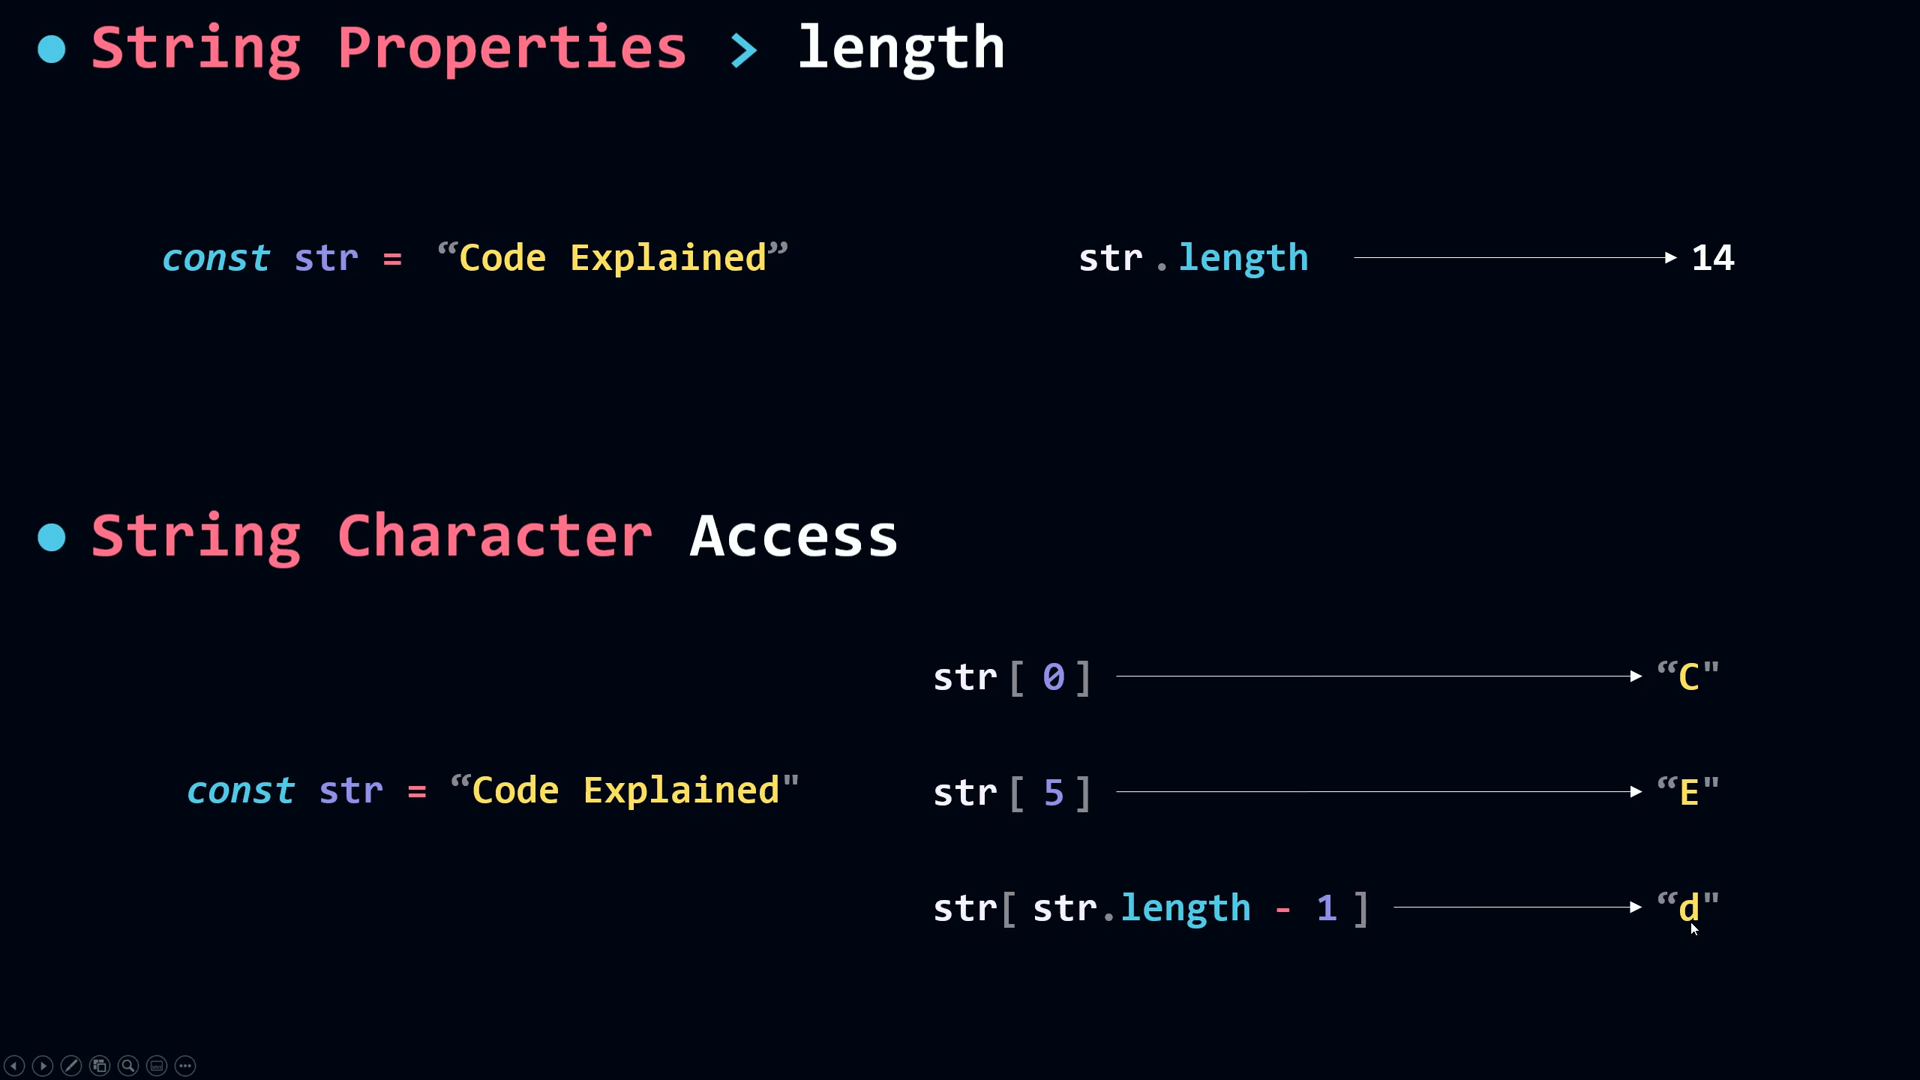 ● String Properties > length
const str = “Code Explained”
str.length
14
● String Character Access
const str = “Code Explained"
str[ 0 ]
“C"
str[ 5 ]
“E"
str[ str.length - 1 ]
“d"